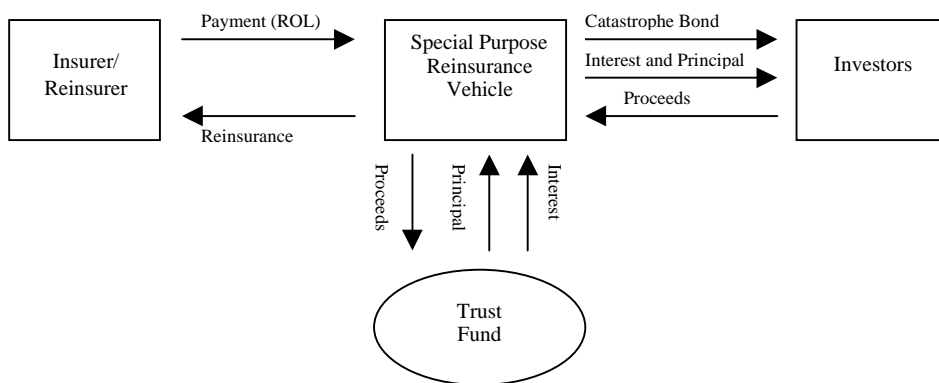 Payment (ROL)
Catastrophe Bond
Insurer/
Reinsurer
Special Purpose
Reinsurance
Vehicle
Interest and Principal
Investors
Proceeds
Reinsurance
Proceeds
Principal
Interest
Trust
Fund